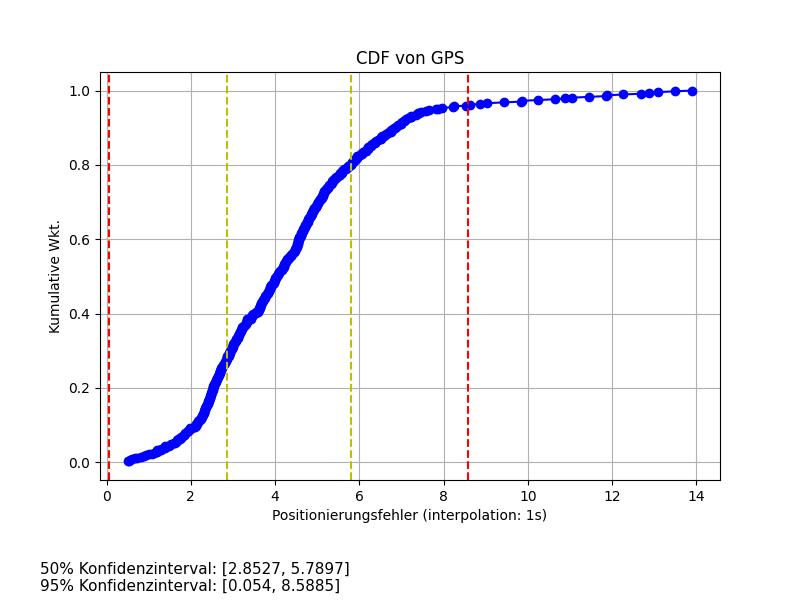 CDF von GPS
1.0
0.8
0.6
0.4
0.2
0.0
Kumulative Wkt.
0 2 4 6 8 10 12 14
Positionierungsfehler (interpolation: 1s)
50% Konfidenzinterval: [2.8527, 5.7897]
95% Konfidenzinterval: [0.054, 8.5885]